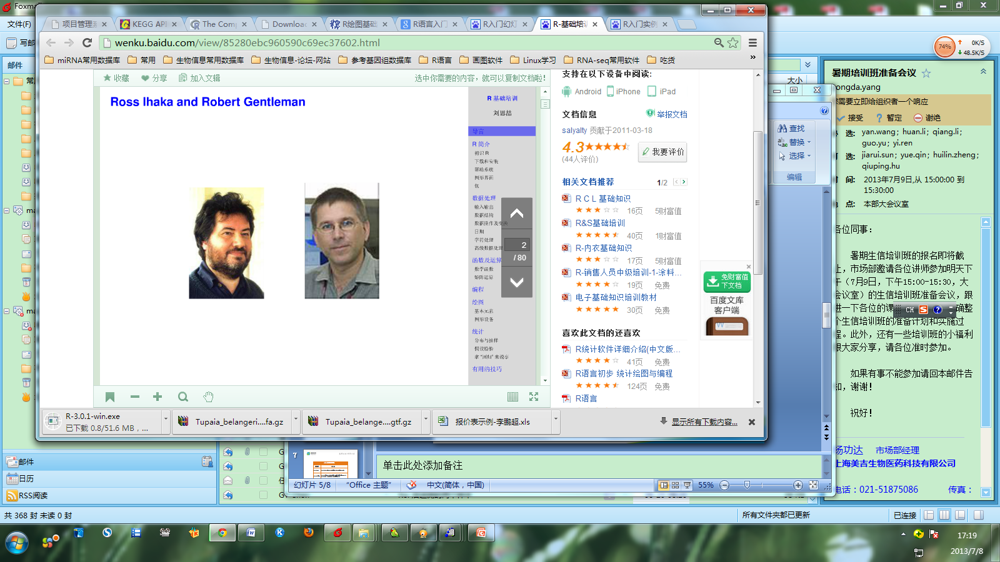 Foxm
文件(F)
写邮
邮件
项目管理
KEGG API
The Comp
Downloac
R绘图基础
R语言入门
R入门幻灯
R-基础培
R入门实例
wenku.baidu.com/view/85280ebc960590c69ec37602.html
miRNA常用数据库
常用
生物信息常用数据库
生物信息-论坛-网站
参考基因组数据库
R语言
画图软件
Linux学习
RNA-seq常用软件
吃货
»
收藏
分享
加入文辑
选中你需要的内容，就可以复制文档啦！
Ross Ihaka and Robert Gentleman
R 基础培训
刘思喆
导言
R 简介
初识 R
下载和安装
帮助系统
图形界面
包
数据处理
输入输出
数据结构
数据操作及变换
日期
字符处理
高级数据处理
函数及运算
数学函数
矩阵运算
编程
绘图
基本元素
图形设备
统计
分布与抽样
假设检验
拿“回归”来说事
有用的技巧
2
/ 80
支持在以下设备中阅读:
Android
iPhone
iPad
文档信息
举报文档
salyalty 贡献于2011-03-18
4.3
(44人评价)
我要评价
相关文档推荐
1/2
R C L 基础知识
16页 5财富值
R&S基础培训
40页 1财富值
R-内衣基础知识
17页 5财富值
R-销售人员中级培训-1-涂料...
19页 免费
电子基础知识培训教材
30页 免费
喜欢此文档的还喜欢
R统计软件详细介绍(中文版...
41页 免费
R语言初步 统计绘图与编程
124页 免费
R语言
免财富值
下文档
百度文库
客户端
R-3.0.1-win.exe
已下载 0.8/51.6 MB，...
Tupaia_belangeri....fa.gz
Tupaia_belange....gtf.gz
报价表示例-李鹏超.xls
显示所有下载内容...
大小
查找
替换
选择
编辑
74%
0K/S
48.5K/S
暑期培训班准备会议
ongda.yang
需要立即给组织者一个响应
接受
暂定
谢绝
选: yan.wang; huan.li; qiang.li;
guo.yu; yi.ren
选: jiarui.sun; yue.qin; huilin.zheng;
qiuping.hu
间: 2013年7月9日,从 15:00:00 到
15:30:00
点: 本部大会议室
各位同事：
暑期生信培训班的报名即将截
止，市场部邀请各位讲师参加明天下
午（7月9日，下午15:00-15:30，大
会议室）的生信培训班准备会议，跟
进一下各位的课
确整
个生信培训班的准备计划和实施过
程。此外，还有一些培训班的小福利
跟大家分享，请各位准时参加。
如果有事不能参加请回本邮件告
知，谢谢！
祝好！
杨功达 市场部经理
上海美吉生物医药科技有限公司
电话：021-51875086 传真：
CH
邮件
日历
RSS阅读
7
单击此处添加备注
幻灯片 5/8
"Office 主题"
中文(简体，中国)
55%
共 368 封 未读 0 封
所有文件夹都已更新
已连接
17:19
2013/7/8